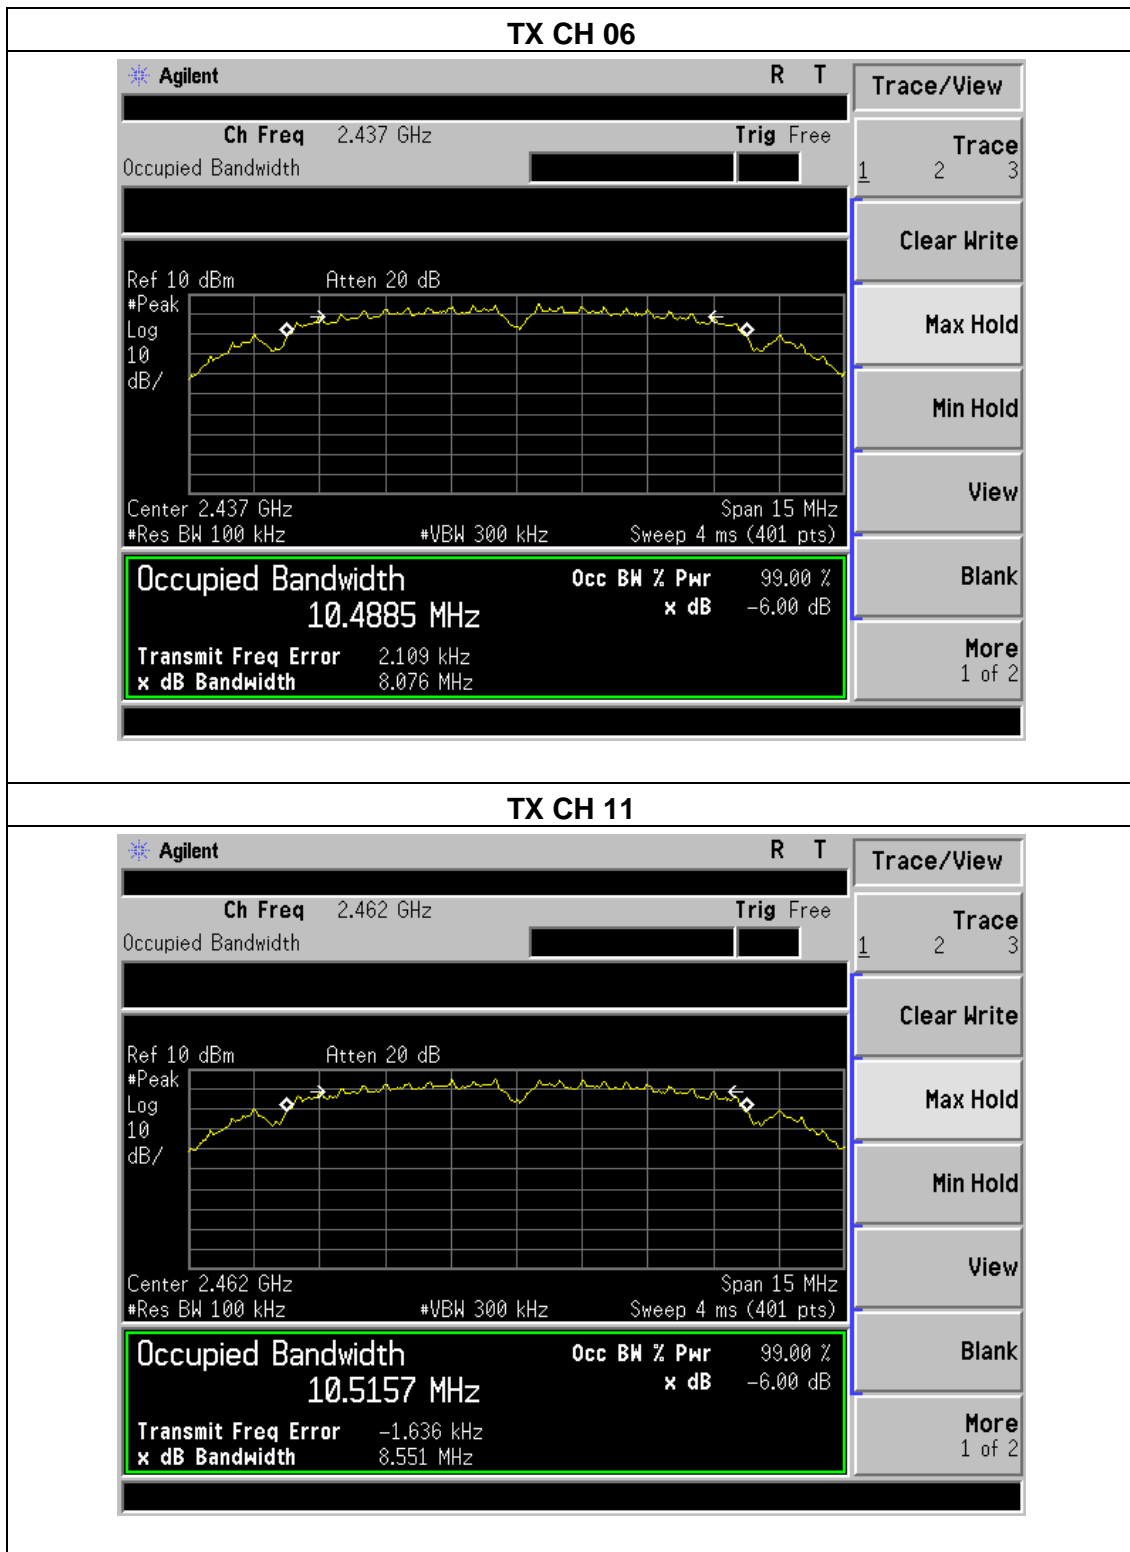 TX CH 06
Agilent R T
Trace/View
Ch Freq 2.437 GHz Trig Free
Occupied Bandwidth
Trace
1 2 3
Clear Write
Ref 10 dBm Atten 20 dB
#Peak
Log
10
dB/
Max Hold
Min Hold
View
Center 2.437 GHz Span 15 MHz
#Res BW 100 kHz #VBW 300 kHz Sweep 4 ms (401 pts)
Occupied Bandwidth Occ BW % Pwr 99.00 %
10.4885 MHz x dB -6.00 dB
Blank
Transmit Freq Error 2.109 kHz
x dB Bandwidth 8.076 MHz
More
1 of 2
TX CH 11
Agilent R T
Trace/View
Ch Freq 2.462 GHz Trig Free
Occupied Bandwidth
Trace
1 2 3
Clear Write
Ref 10 dBm Atten 20 dB
#Peak
Log
10
dB/
Max Hold
Min Hold
View
Center 2.462 GHz Span 15 MHz
#Res BW 100 kHz #VBW 300 kHz Sweep 4 ms (401 pts)
Occupied Bandwidth Occ BW % Pwr 99.00 %
10.5157 MHz x dB -6.00 dB
Blank
Transmit Freq Error -1.636 kHz
x dB Bandwidth 8.551 MHz
More
1 of 2